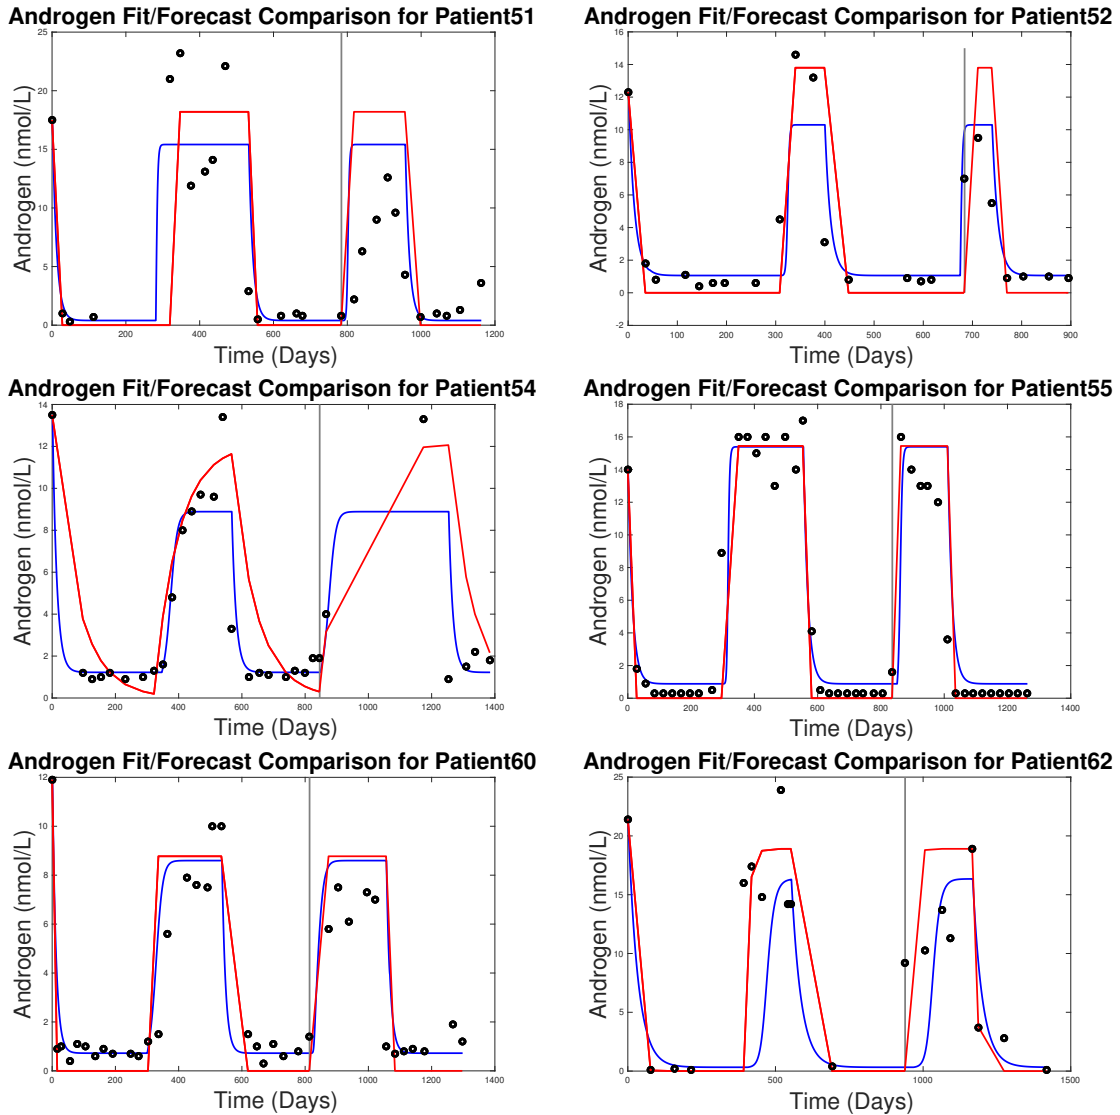 Androgen Fit/Forecast Comparison for Patient51
25
20
15
10
5
0
0 200 400 600 800 1000 1200
Androgen (nmol/L)
Time (Days)
Androgen Fit/Forecast Comparison for Patient52
16
14
12
10
8
6
4
2
0
-2
0 100 200 300 400 500 600 700 800 900
Androgen (nmol/L)
Time (Days)
Androgen Fit/Forecast Comparison for Patient54
14
12
10
8
6
4
2
0
0 200 400 600 800 1000 1200 1400
Androgen (nmol/L)
Time (Days)
Androgen Fit/Forecast Comparison for Patient55
18
16
14
12
10
8
6
4
2
0
0 200 400 600 800 1000 1200 1400
Androgen (nmol/L)
Time (Days)
Androgen Fit/Forecast Comparison for Patient60
12
10
8
6
4
2
0
0 200 400 600 800 1000 1200 1400
Androgen (nmol/L)
Time (Days)
Androgen Fit/Forecast Comparison for Patient62
25
20
15
10
5
0
0 500 1000 1500
Androgen (nmol/L)
Time (Days)